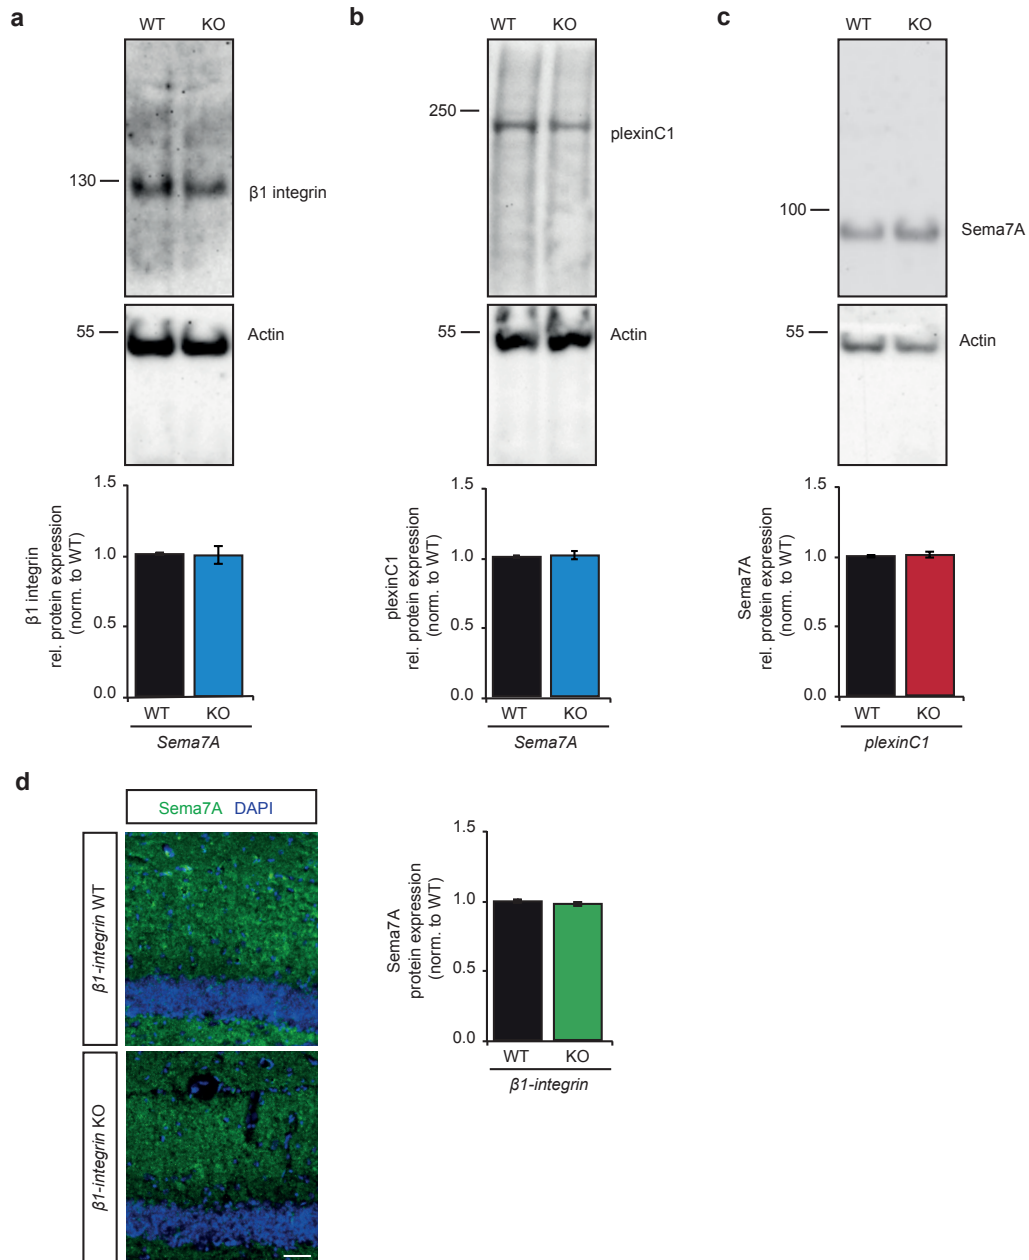 a
WT KO
130
β1 integrin
55
Actin
1.5
1.0
0.5
0.0
β1 integrin
rel. protein expression
(norm. to WT)
WT KO
Sema7A
b
WT KO
250
plexinC1
55
Actin
1.5
1.0
0.5
0.0
plexinC1
rel. protein expression
(norm. to WT)
WT KO
Sema7A
c
WT KO
100
Sema7A
55
Actin
1.5
1.0
0.5
0.0
Sema7A
rel. protein expression
(norm. to WT)
WT KO
plexinC1
d
Sema7A DAPI
β1-integrin WT
β1-integrin KO
1.5
1.0
0.5
0.0
Sema7A
protein expression
(norm. to WT)
WT KO
β1-integrin